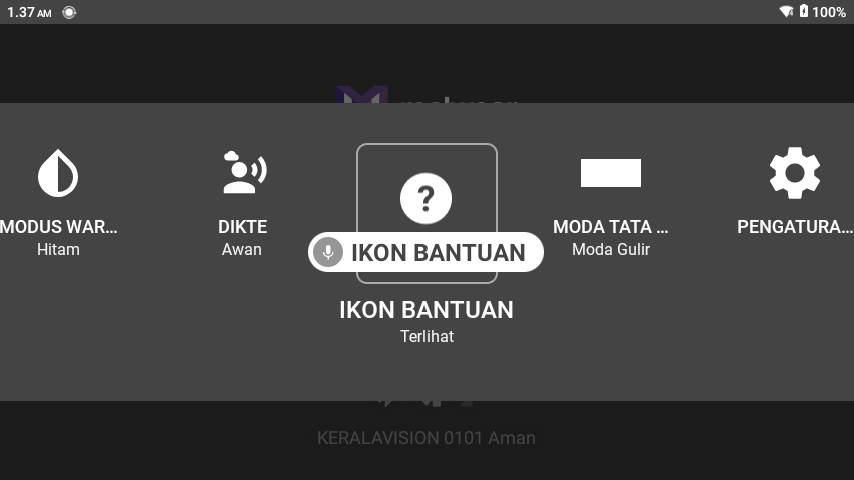 1.37 AM
100%
MODUS WAR...
Hitam
DIKTE
Awan
?
IKON BANTUAN
IKON BANTUAN
Terlihat
MODA TATA ...
Moda Gulir
PENGATURA...
KERALAVISION 0101 Aman